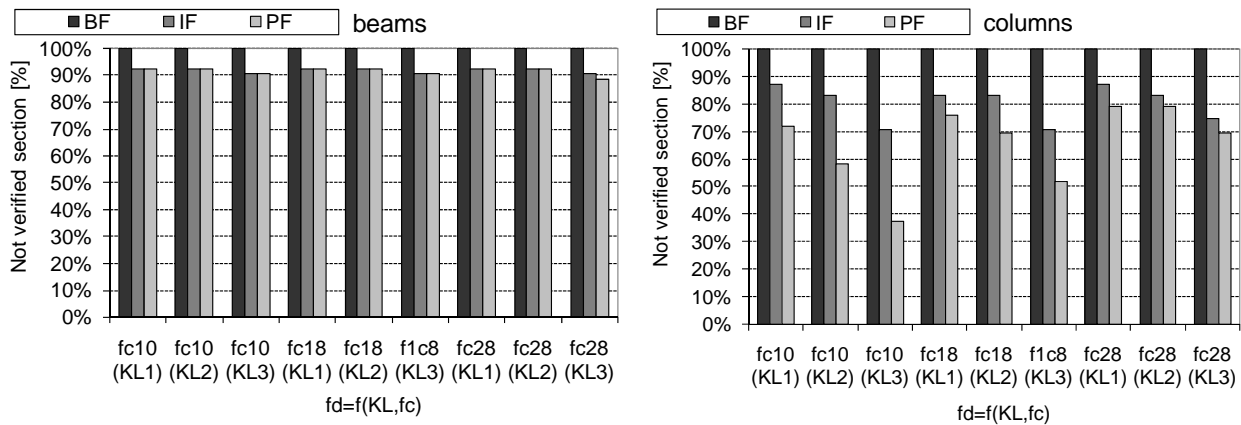 BF IF PF beams
Not verified section [%]
100%
90%
80%
70%
60%
50%
40%
30%
20%
10%
0%
fc10 fc10 fc10 fc18 fc18 f1c8 fc28 fc28 fc28
(KL1) (KL2) (KL3) (KL1) (KL2) (KL3) (KL1) (KL2) (KL3)
fd=f(KL,fc)
BF IF PF columns
Not verified section [%]
100%
90%
80%
70%
60%
50%
40%
30%
20%
10%
0%
fc10 fc10 fc10 fc18 fc18 f1c8 fc28 fc28 fc28
(KL1) (KL2) (KL3) (KL1) (KL2) (KL3) (KL1) (KL2) (KL3)
fd=f(KL,fc)